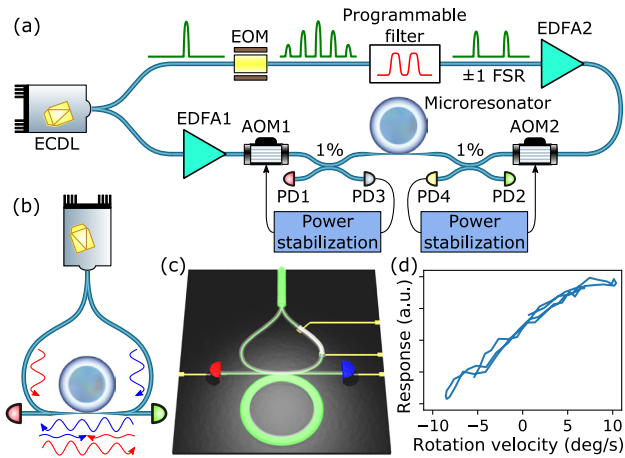 (a)
EOM
Programmable
filter
EDFA2
±1 FSR
ECDL
EDFA1
AOM1
Microresonator
AOM2
1%
1%
PD1
PD3
PD4
PD2
Power
stabilization
Power
stabilization
(b)
(c)
(d)
Response (a.u.)
−10
−5
0
5
10
Rotation velocity (deg/s)